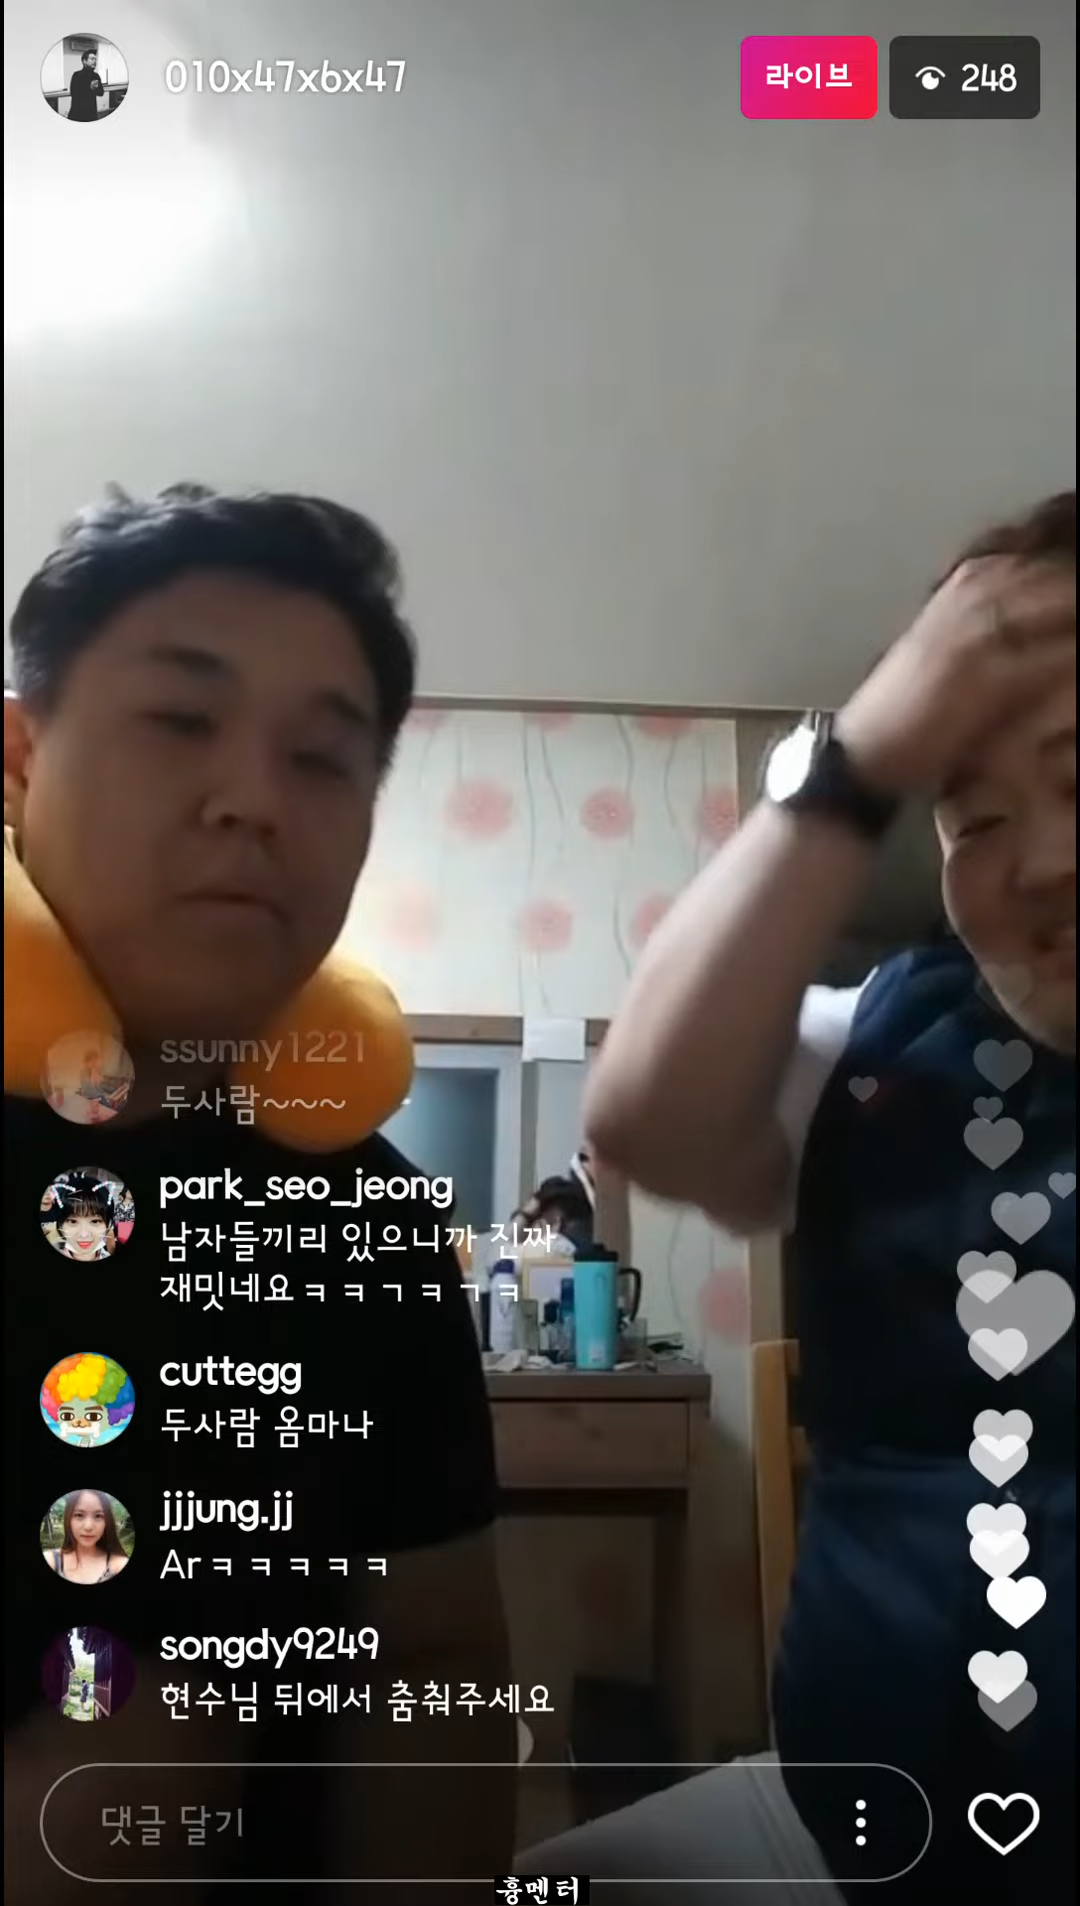 010x47x6x47
라이브
248
ssunny1221
두사람~~~
park_seo_jeong
남자들끼리 있으니까 진짜
재밋네요ㅋㅋㄱㅋㄱㅋ
cuttegg
두사람 옴마나
jjjung.jj
Arㅋㅋㅋㅋㅋ
songdy9249
현수님 뒤에서 춤춰주세요
댓글 달기
흥멘터